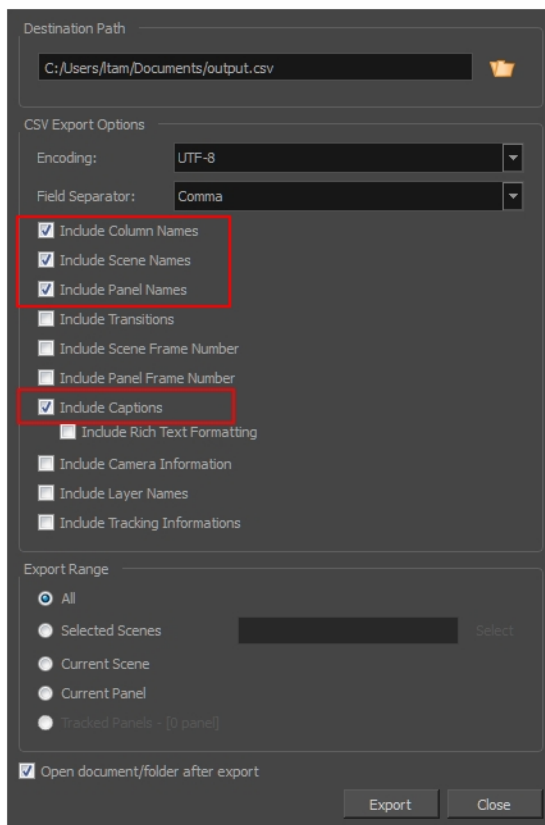 Destination Path
C:/Users/ltam/Documents/output.csv
CSV Export Options
Encoding: UTF-8
Field Separator: Comma
Include Column Names
Include Scene Names
Include Panel Names
Include Transitions
Include Scene Frame Number
Include Panel Frame Number
Include Captions
Include Rich Text Formatting
Include Camera Information
Include Layer Names
Include Tracking Informations
Export Range
All
Selected Scenes Select
Current Scene
Current Panel
Tracked Panels - [0 panel]
Open document/folder after export
Export Close